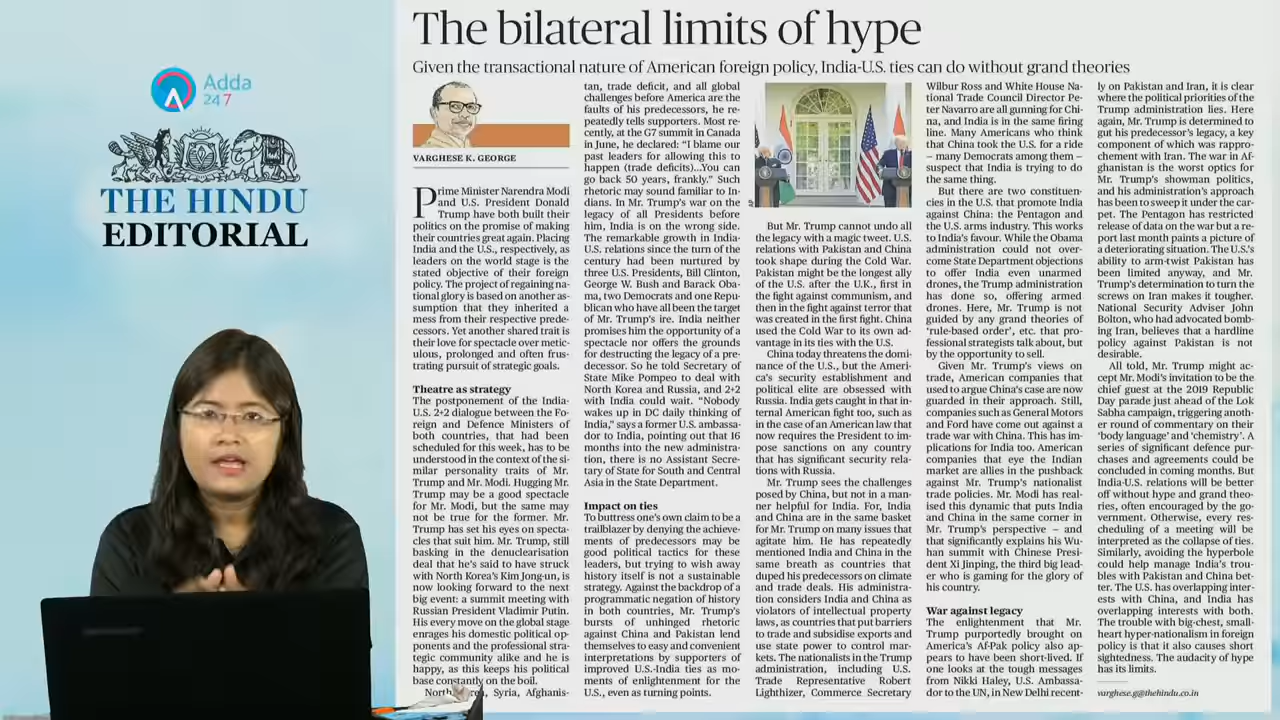 Adda
247
THE HINDU
EDITORIAL
The bilateral limits of hype
Given the transactional nature of American foreign policy, India-U.S. ties can do without grand theories
VARGHESE K. GEORGE
Prime Minister Narendra Modi
and U.S. President Donald
Trump have both built their
politics on the promise of making
their countries great again. Placing
India and the U.S., respectively, as
leaders on the world stage is the
stated objective of their foreign
policy. The project of regaining na-
tional glory is based on another as-
sumption that they inherited a
mess from their respective prede-
cessors. Yet another shared trait is
their love for spectacle over metic-
ulous, prolonged and often frus-
trating pursuit of strategic goals.
Theatre as strategy
The postponement of the India-
U.S. 2+2 dialogue between the Fo-
reign and Defence Ministers of
both countries, that had been
scheduled for this week, has to be
understood in the context of the si-
milar personality traits of Mr.
Trump and Mr. Modi. Hugging Mr.
Trump may be a good spectacle
for Mr. Modi, but the same may
not be true for the former. Mr.
Trump has set his eyes on specta-
cles that suit him. Mr. Trump, still
basking in the denuclearisation
deal that he's said to have struck
with North Korea's Kim Jong-un, is
now looking forward to the next
big event: a summit meeting with
Russian President Vladimir Putin.
His every move on the global stage
enrages his domestic political op-
ponents and the professional stra-
tegic community alike and he is
happy, as this keeps his political
base constantly on the boil.
North Korea, Syria, Afghanis-
tan, trade deficit, and all global
challenges before America are the
faults of his predecessors, he re-
peatedly tells supporters. Most re-
cently, at the G7 summit in Canada
in June, he declared: "I blame our
past leaders for allowing this to
happen (trade deficits)...You can
go back 50 years, frankly." Such
rhetoric may sound familiar to In-
dians. In Mr. Trump's war on the
legacy of all Presidents before
him, India is on the wrong side.
The remarkable growth in India-
U.S. relations since the turn of the
century had been nurtured by
three U.S. Presidents, Bill Clinton,
George W. Bush and Barack Oba-
ma, two Democrats and one Repu-
blican who have all been the target
of Mr. Trump's ire. India neither
promises him the opportunity of a
spectacle nor offers the grounds
for destructing the legacy of a pre-
decessor. So he told Secretary of
State Mike Pompeo to deal with
North Korea and Russia, and 2+2
with India could wait. "Nobody
wakes up in DC daily thinking of
India," says a former U.S. ambassa-
dor to India, pointing out that 16
months into the new administra-
tion, there is no Assistant Secre-
tary of State for South and Central
Asia in the State Department.
Impact on ties
To buttress one's own claim to be a
trailblazer by denying the achieve-
ments of predecessors may be
good political tactics for these
leaders, but trying to wish away
history itself is not a sustainable
strategy. Against the backdrop of a
programmatic negation of history
in both countries, Mr. Trump's
bursts of unhinged rhetoric
against China and Pakistan lend
themselves to easy and convenient
interpretations by supporters of
improved U.S.-India ties as mo-
ments of enlightenment for the
U.S., even as turning points.
But Mr. Trump cannot undo all
the legacy with a magic tweet. U.S.
relations with Pakistan and China
took shape during the Cold War.
Pakistan might be the longest ally
of the U.S. after the U.K., first in
the fight against communism, and
then in the fight against terror that
was created in the first fight. China
used the Cold War to its own ad-
vantage in its ties with the U.S.
China today threatens the domi-
nance of the U.S., but the Ameri-
ca's security establishment and
political elite are obsessed with
Russia. India gets caught in that in-
ternal American fight too, such as
in the case of an American law that
now requires the President to im-
pose sanctions on any country
that has significant security rela-
tions with Russia.
Mr. Trump sees the challenges
posed by China, but not in a man-
ner helpful for India. For, India
and China are in the same basket
for Mr. Trump on many issues that
agitate him. He has repeatedly
mentioned India and China in the
same breath as countries that
duped his predecessors on climate
and trade deals. His administra-
tion considers India and China as
violators of intellectual property
laws, as countries that put barriers
to trade and subsidise exports and
use state power to control mar-
kets. The nationalists in the Trump
administration, including U.S.
Trade Representative Robert
Lighthizer, Commerce Secretary
Wilbur Ross and White House Na-
tional Trade Council Director Pe-
ter Navarro are all gunning for Chi-
na, and India is in the same firing
line. Many Americans who think
that China took the U.S. for a ride
– many Democrats among them –
suspect that India is trying to do
the same thing.
But there are two constituen-
cies in the U.S. that promote India
against China: the Pentagon and
the U.S. arms industry. This works
to India's favour. While the Obama
administration could not over-
come State Department objections
to offer India even unarmed
drones, the Trump administration
has done so, offering armed
drones. Here, Mr. Trump is not
guided by any grand theories of
'rule-based order', etc. that pro-
fessional strategists talk about, but
by the opportunity to sell.
Given Mr. Trump's views on
trade, American companies that
used to argue China's case are now
guarded in their approach. Still,
companies such as General Motors
and Ford have come out against a
trade war with China. This has im-
plications for India too. American
companies that eye the Indian
market are allies in the pushback
against Mr. Trump's nationalist
trade policies. Mr. Modi has real-
ised this dynamic that puts India
and China in the same corner in
Mr. Trump's perspective – and
that significantly explains his Wu-
han summit with Chinese Presi-
dent Xi Jinping, the third big lead-
er who is gaming for the glory of
his country.
War against legacy
The enlightenment that Mr.
Trump purportedly brought on
America's Af-Pak policy also ap-
pears to have been short-lived. If
one looks at the tough messages
from Nikki Haley, U.S. Ambassa-
dor to the UN, in New Delhi recent-
ly on Pakistan and Iran, it is clear
where the political priorities of the
Trump administration lies. Here
again, Mr. Trump is determined to
gut his predecessor's legacy, a key
component of which was rappro-
chement with Iran. The war in Af-
ghanistan is the worst optics for
Mr. Trump's showman politics,
and his administration's approach
has been to sweep it under the car-
pet. The Pentagon has restricted
release of data on the war but a re-
port last month paints a picture of
a deteriorating situation. The U.S.'s
ability to arm-twist Pakistan has
been limited anyway, and Mr.
Trump's determination to turn the
screws on Iran makes it tougher.
National Security Adviser John
Bolton, who had advocated bomb-
ing Iran, believes that a hardline
policy against Pakistan is not
desirable.
All told, Mr. Trump might ac-
cept Mr. Modi's invitation to be the
chief guest at the 2019 Republic
Day parade just ahead of the Lok
Sabha campaign, triggering anoth-
er round of commentary on their
'body language' and 'chemistry'. A
series of significant defence pur-
chases and agreements could be
concluded in coming months. But
India-U.S. relations will be better
off without hype and grand theo-
ries, often encouraged by the go-
vernment. Otherwise, every res-
cheduling of a meeting will be
interpreted as the collapse of ties.
Similarly, avoiding the hyperbole
could help manage India's trou-
bles with Pakistan and China bet-
ter. The U.S. has overlapping inter-
ests with China, and India has
overlapping interests with both.
The trouble with big-chest, small-
heart hyper-nationalism in foreign
policy is that it also causes short
sightedness. The audacity of hype
has its limits.
varghese.g@thehindu.co.in